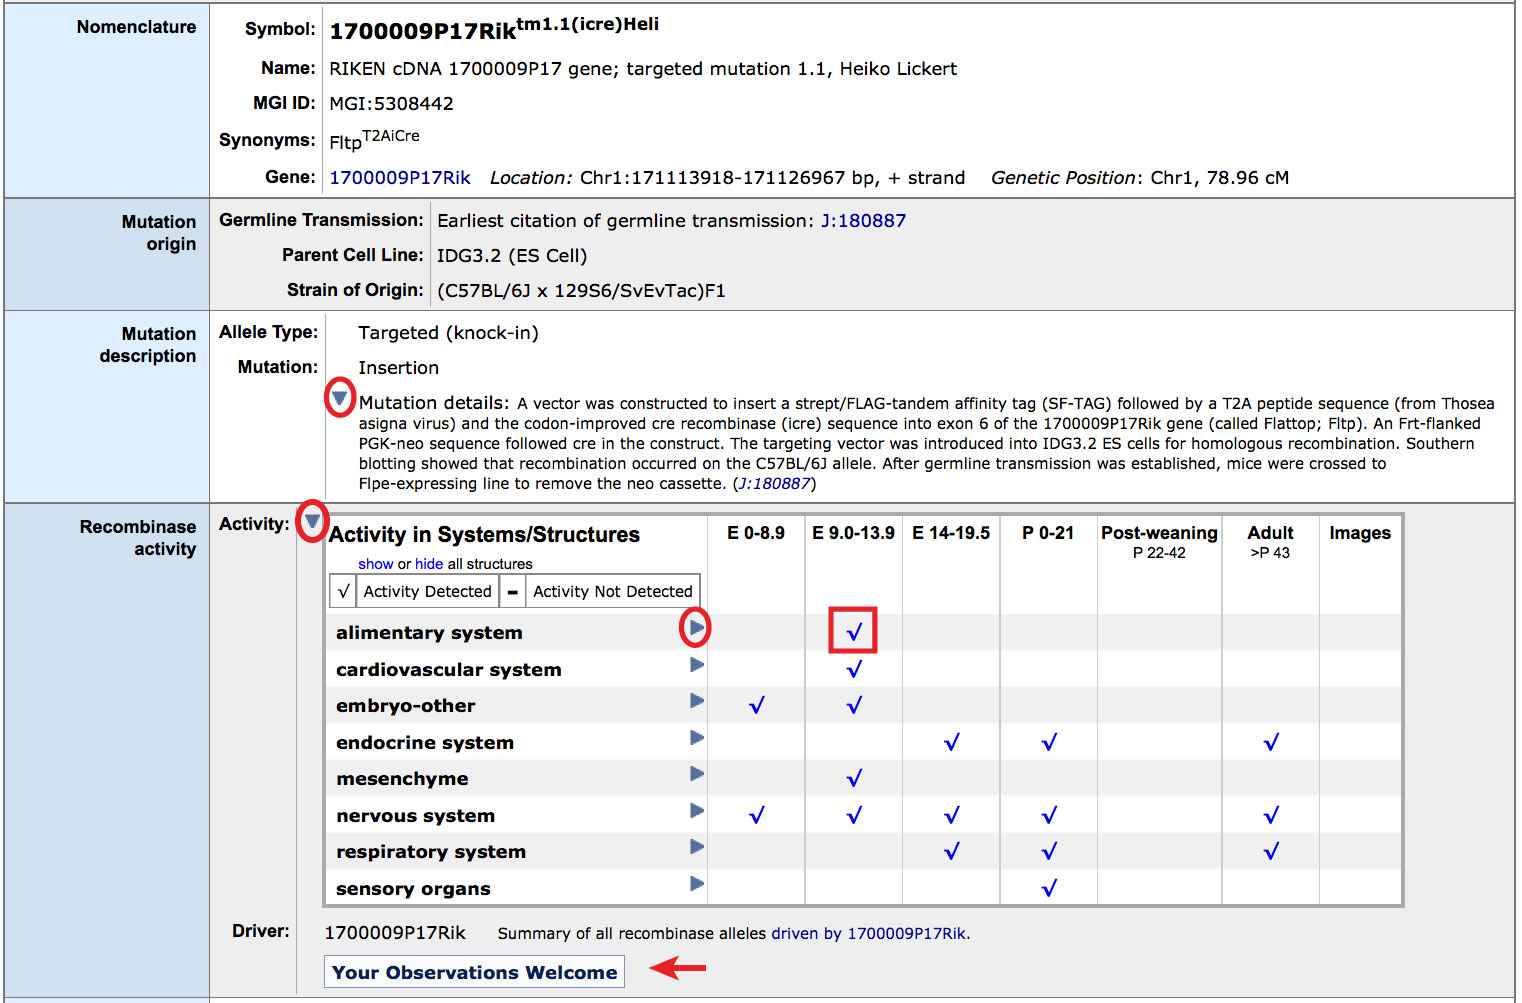 Nomenclature
Symbol: 1700009P17Rik^tm1.1(icre)Heli
Name: RIKEN cDNA 1700009P17 gene; targeted mutation 1.1, Heiko Lickert
MGI ID: MGI:5308442
Synonyms: Fltp^T2AiCre
Gene: 1700009P17Rik Location: Chr1:171113918-171126967 bp, + strand Genetic Position: Chr1, 78.96 cM
Mutation origin
Germline Transmission: Earliest citation of germline transmission: J:180887
Parent Cell Line: IDG3.2 (ES Cell)
Strain of Origin: (C57BL/6J x 129S6/SvEvTac)F1
Mutation description
Allele Type: Targeted (knock-in)
Mutation: Insertion
Mutation details: A vector was constructed to insert a strept/FLAG-tandem affinity tag (SF-TAG) followed by a T2A peptide sequence (from Thosea
asigna virus) and the codon-improved cre recombinase (icre) sequence into exon 6 of the 1700009P17Rik gene (called Flattop; Fltp). An Frt-flanked
PGK-neo sequence followed cre in the construct. The targeting vector was introduced into IDG3.2 ES cells for homologous recombination. Southern
blotting showed that recombination occurred on the C57BL/6J allele. After germline transmission was established, mice were crossed to
Flpe-expressing line to remove the neo cassette. (J:180887)
Recombinase activity
Activity:
Activity in Systems/Structures E 0-8.9 E 9.0-13.9 E 14-19.5 P 0-21 Post-weaning P 22-42 Adult >P 43 Images
show or hide all structures
√ Activity Detected – Activity Not Detected
alimentary system √
cardiovascular system √
embryo-other √ √
endocrine system √ √ √
mesenchyme √
nervous system √ √ √ √ √
respiratory system √ √ √
sensory organs √
Driver: 1700009P17Rik Summary of all recombinase alleles driven by 1700009P17Rik.
Your Observations Welcome